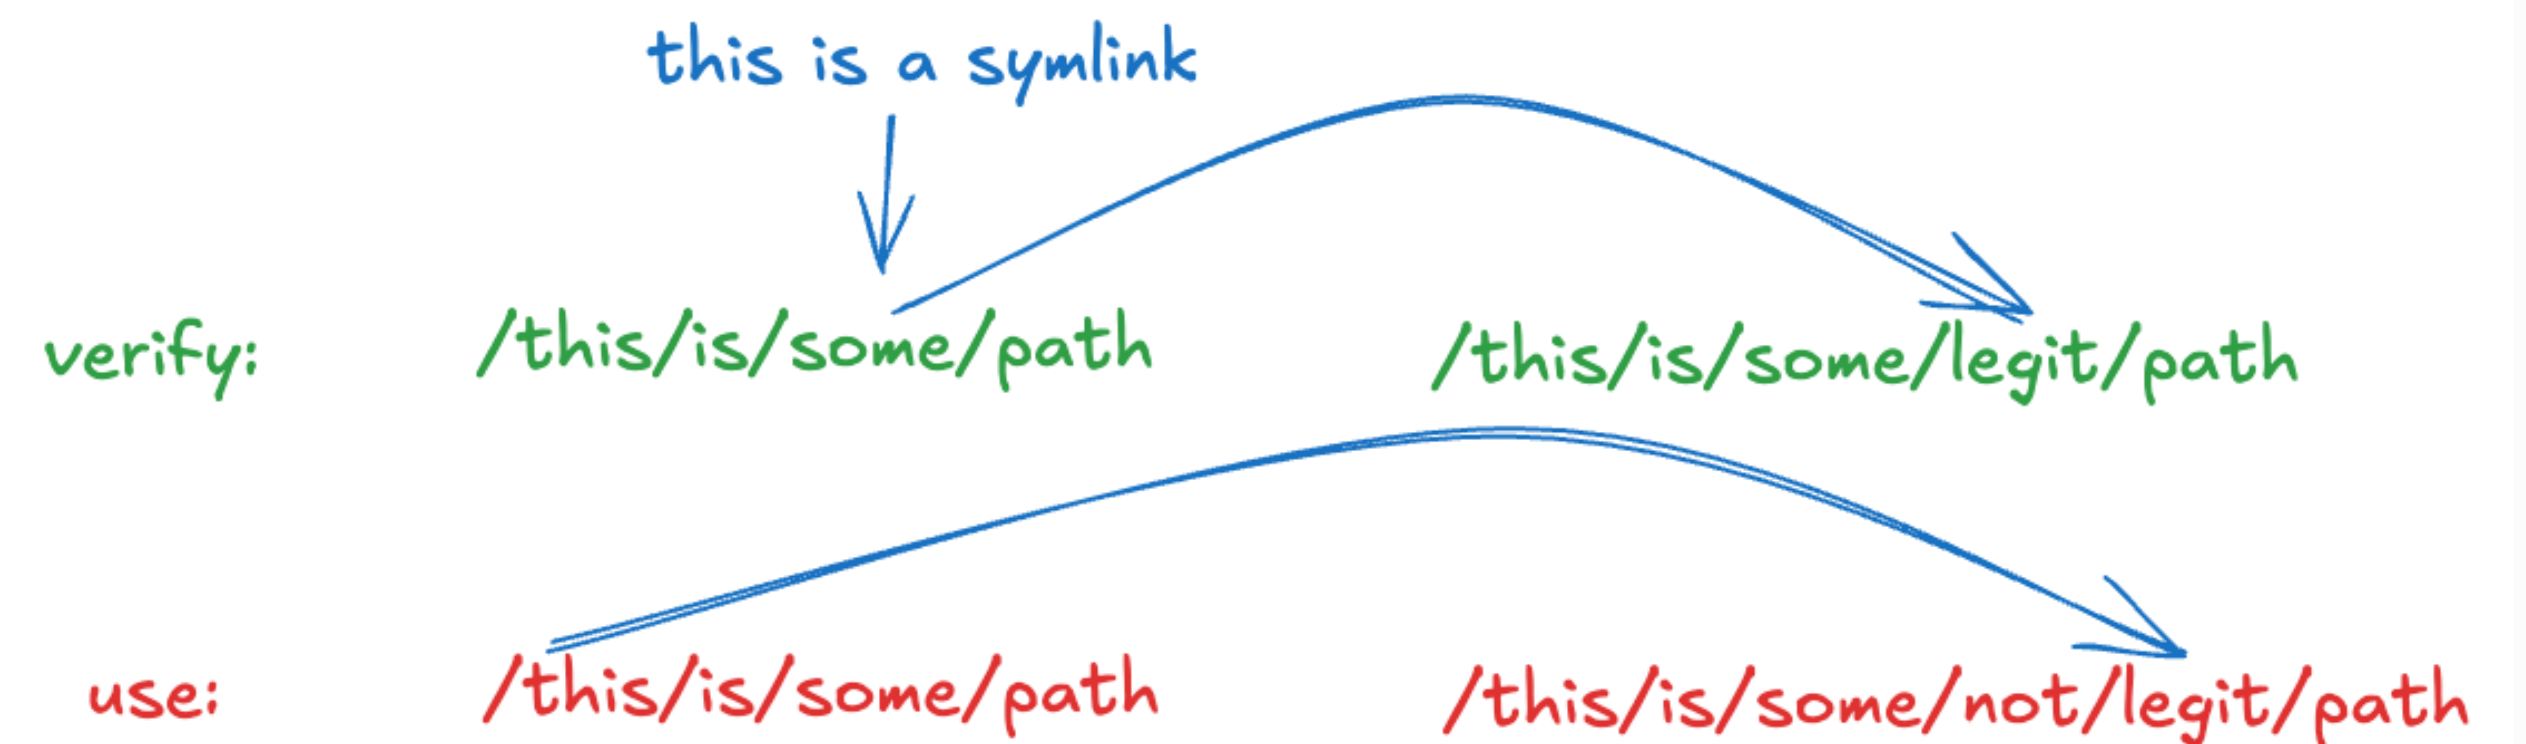 this is a symlink
verify: /this/is/some/path /this/is/some/legit/path
use: /this/is/some/path /this/is/some/not/legit/path